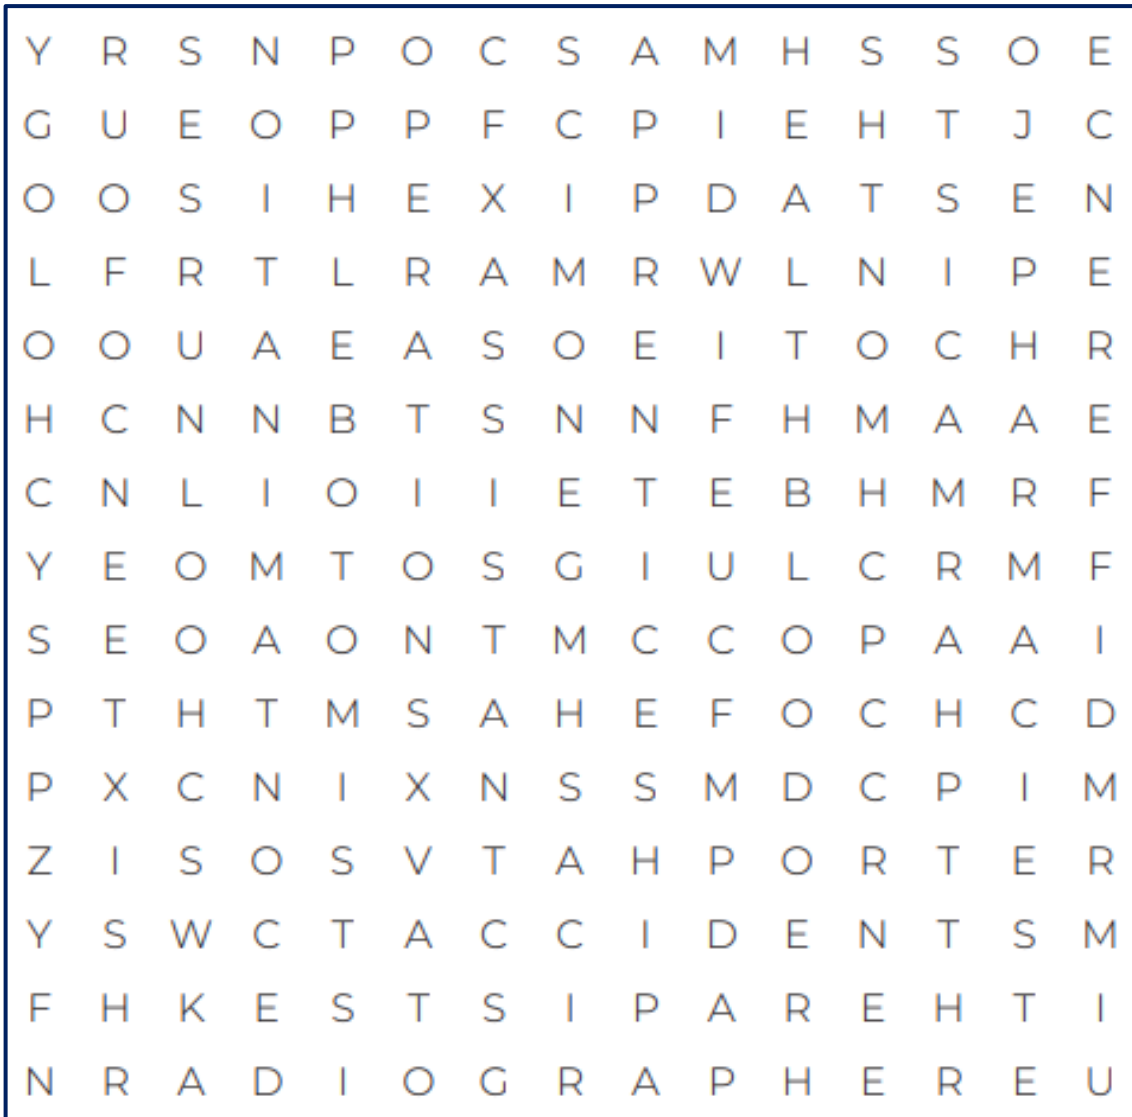 Y R S N P O C S A M H S S O E
G U E O P P F C P I E H T J C
O O S I H E X I P D A T S E N
L F R T L R A M R W L N I P E
O O U A E A S O E I T O C H R
H C N N B T S N N F H M A A E
C N L I O I I E T E B H M R F
Y E O M T O S G I U L C R M F
S E O A O N T M C C O P A A I
P T H T M S A H E F O C H C D
P X C N I X N S S M D C P I M
Z I S O S V T A H P O R T E R
Y S W C T A C C I D E N T S M
F H K E S T S I P A R E H T I
N R A D I O G R A P H E R E U